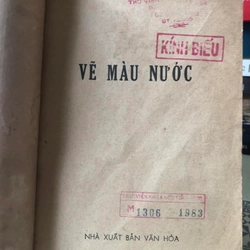 KÍNH BIẾU
VẼ MÀU NƯỚC
M 1306 1983
NHÀ XUẤT BẢN VĂN HÓA